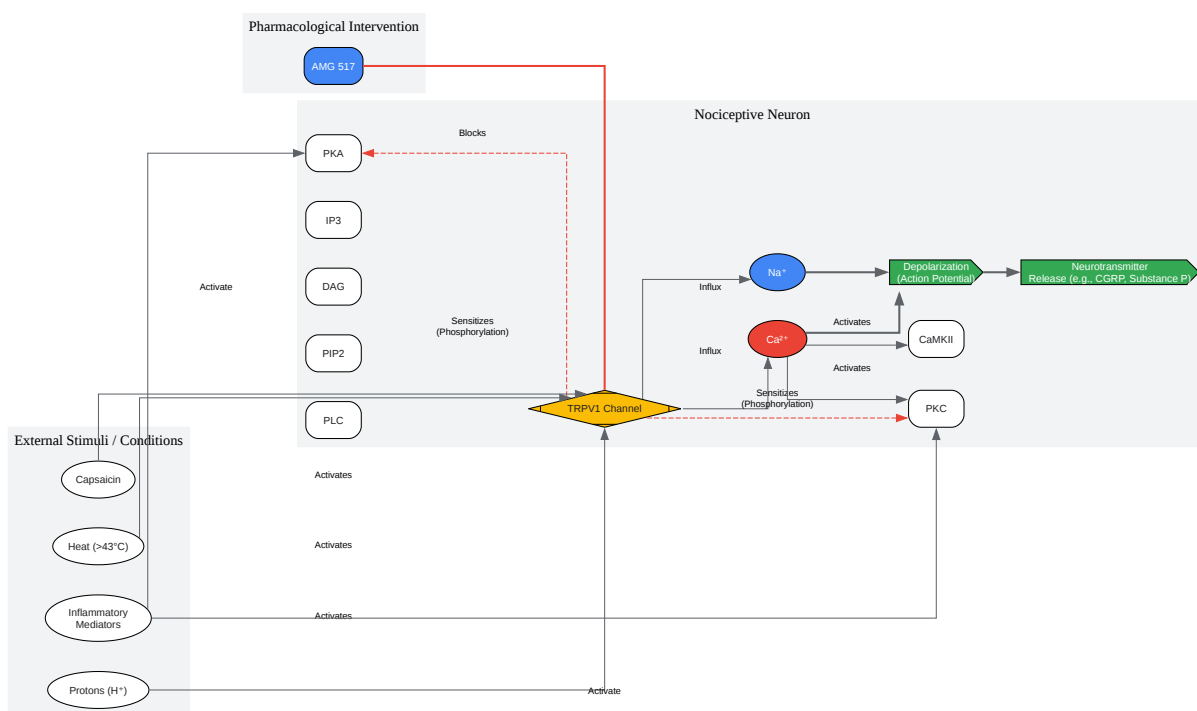 Pharmacological Intervention
AMG 517
Nociceptive Neuron
Blocks
PKA
IP3
Na⁺
Depolarization
(Action Potential)
Neurotransmitter
Release (e.g., CGRP, Substance P)
DAG
Activate
Influx
Sensitizes
(Phosphorylation)
Activates
Ca²⁺
CaMKII
PIP2
Influx
Activates
Sensitizes
(Phosphorylation)
TRPV1 Channel
PKC
PLC
External Stimuli / Conditions
Capsaicin
Activates
Heat (>43°C)
Activates
Inflammatory
Mediators
Activates
Protons (H⁺)
Activate